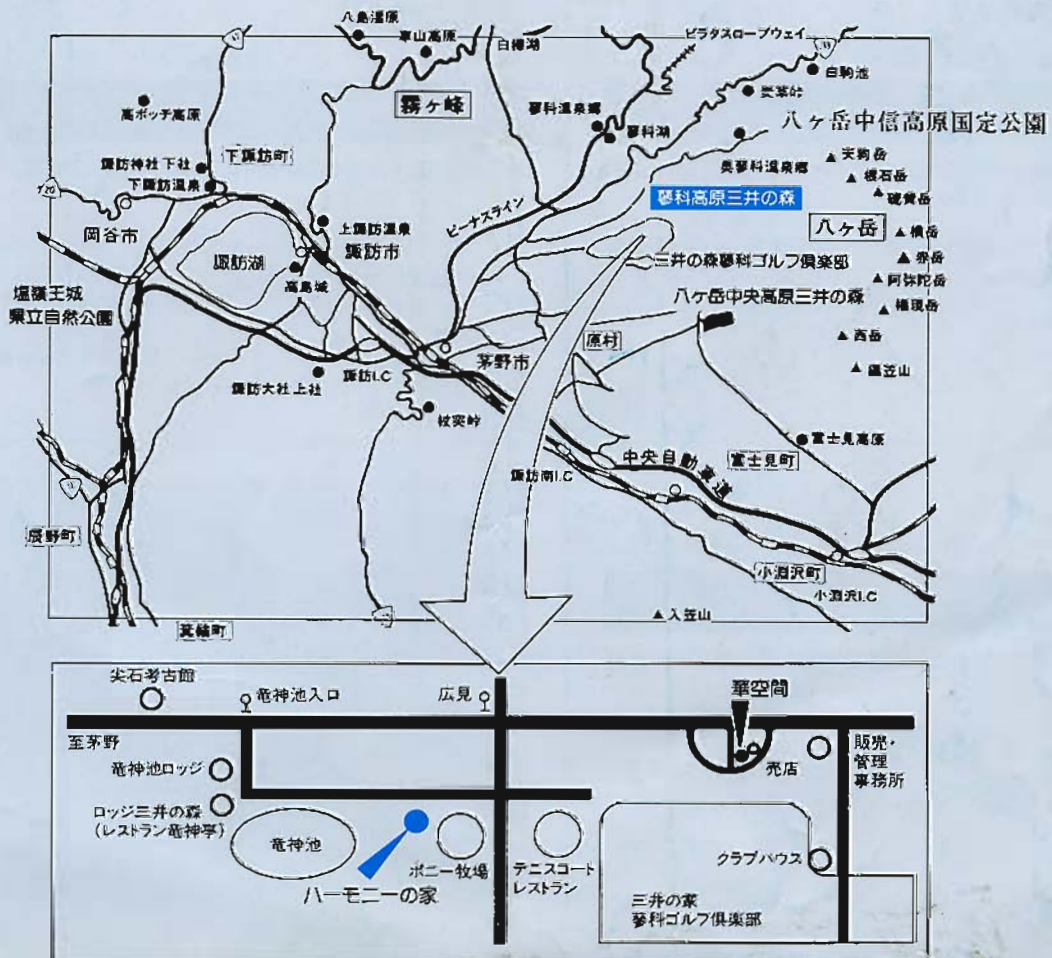 八島湿原
車山高原
白樺湖
ピラタスロープウェイ
白駒池
麦草峠
霧ヶ峰
高ボッチ高原
蓼科温泉郷
蓼科湖
八ヶ岳中信高原国定公園
諏訪神社下社
下諏訪町
下諏訪温泉
奥蓼科温泉郷
天狗岳
根石岳
硫黄岳
20
蓼科高原三井の森
ビーナスライン
岡谷市
上諏訪温泉
諏訪市
八ヶ岳
横岳
赤岳
諏訪湖
三井の森蓼科ゴルフ倶楽部
阿弥陀岳
高島城
塩嶺王城
県立自然公園
八ヶ岳中央高原三井の森
権現岳
原村
西岳
茅野市
諏訪I.C
諏訪大社上社
編笠山
杖突峠
富士見高原
中央自動車道
富士見町
諏訪南I.C
辰野町
小淵沢町
小淵沢I.C
入笠山
箕輪町
尖石考古館
竜神池入口
広見
華空間
至茅野
売店
販売・
管理
事務所
竜神池ロッジ
ロッジ三井の森
(レストラン竜神亭)
竜神池
ポニー牧場
テニスコート
レストラン
クラブハウス
ハーモニーの家
三井の森
蓼科ゴルフ倶楽部